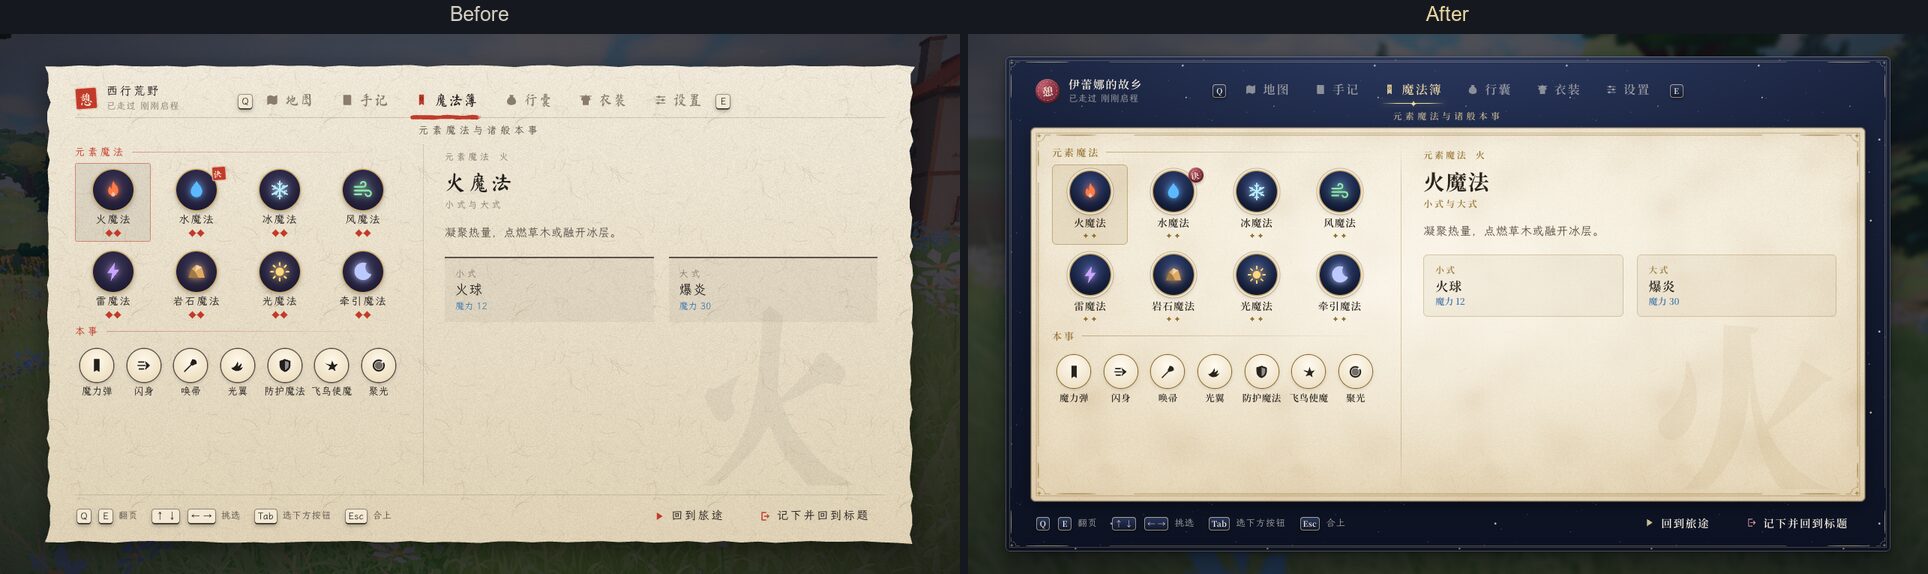 Before
憩
西行荒野
已走过 刚刚启程
Q 地图 手记 魔法簿 行囊 衣装 设置 E
元素魔法与诸般本事
元素魔法
火魔法
诀
水魔法
冰魔法
风魔法
雷魔法
岩石魔法
光魔法
牵引魔法
本事
魔力弹 闪身 唤帚 光翼 防护魔法 飞鸟使魔 聚光
元素魔法 火
火魔法
小式与大式
凝聚热量，点燃草木或融开冰层。
小式
火球
魔力 12
大式
爆炎
魔力 30
火
Q E 翻页 ↑ ↓ ←→ 挑选 Tab 选下方按钮 Esc 合上
回到旅途
记下并回到标题
After
憩
伊蕾娜的故乡
已走过 刚刚启程
Q 地图 手记 魔法簿 行囊 衣装 设置 E
元素魔法与诸般本事
元素魔法
火魔法
诀
水魔法
冰魔法
风魔法
雷魔法
岩石魔法
光魔法
牵引魔法
本事
魔力弹 闪身 唤帚 光翼 防护魔法 飞鸟使魔 聚光
元素魔法 火
火魔法
小式与大式
凝聚热量，点燃草木或融开冰层。
小式
火球
魔力 12
大式
爆炎
魔力 30
火
Q E 翻页 ↑ ↓ ←→ 挑选 Tab 选下方按钮 Esc 合上
回到旅途
记下并回到标题